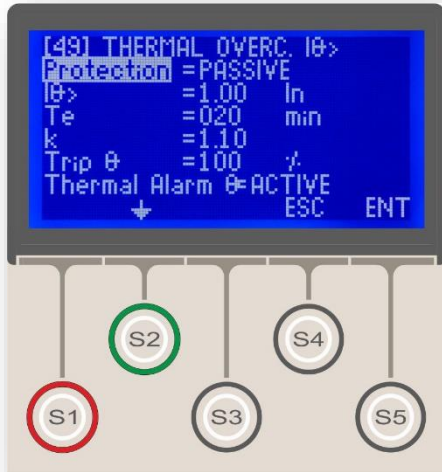 [49] THERMAL OVERC. Iθ>
Protection =PASSIVE
Iθ> =1.00 In
Te =020 min
k =1.10
Trip θ =100 %
Thermal Alarm θ=ACTIVE
ESC ENT
S2 S4
S1 S3 S5